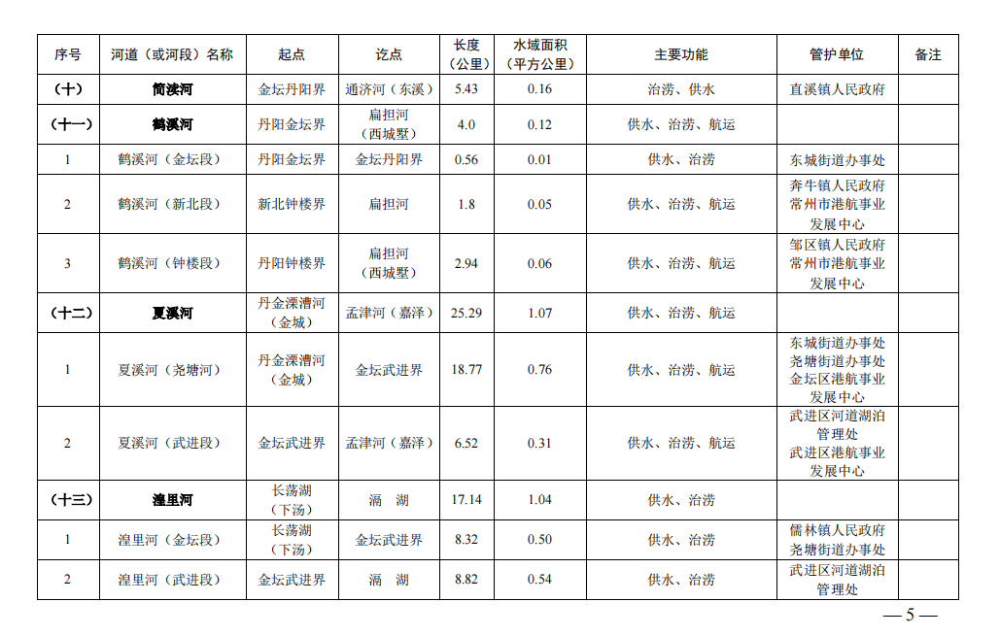 序号 河道（或河段）名称 起点 讫点 长度（公里） 水域面积（平方公里） 主要功能 管护单位 备注
（十） 简渎河 金坛丹阳界 通济河（东溪） 5.43 0.16 治涝、供水 直溪镇人民政府
（十一） 鹤溪河 丹阳金坛界 扁担河（西城墅） 4.0 0.12 供水、治涝、航运
1 鹤溪河（金坛段） 丹阳金坛界 金坛丹阳界 0.56 0.01 供水、治涝 东城街道办事处
2 鹤溪河（新北段） 新北钟楼界 扁担河 1.8 0.05 供水、治涝、航运 奔牛镇人民政府 常州市港航事业发展中心
3 鹤溪河（钟楼段） 丹阳钟楼界 扁担河（西城墅） 2.94 0.06 供水、治涝、航运 邹区镇人民政府 常州市港航事业发展中心
（十二） 夏溪河 丹金溧漕河（金城） 孟津河（嘉泽） 25.29 1.07 供水、治涝、航运
1 夏溪河（尧塘河） 丹金溧漕河（金城） 金坛武进界 18.77 0.76 供水、治涝、航运 东城街道办事处 尧塘街道办事处 金坛区港航事业发展中心
2 夏溪河（武进段） 金坛武进界 孟津河（嘉泽） 6.52 0.31 供水、治涝、航运 武进区河道湖泊管理处 武进区港航事业发展中心
（十三） 湟里河 长荡湖（下汤） 滆 湖 17.14 1.04 供水、治涝
1 湟里河（金坛段） 长荡湖（下汤） 金坛武进界 8.32 0.50 供水、治涝 儒林镇人民政府 尧塘街道办事处
2 湟里河（武进段） 金坛武进界 滆 湖 8.82 0.54 供水、治涝 武进区河道湖泊管理处
— 5 —